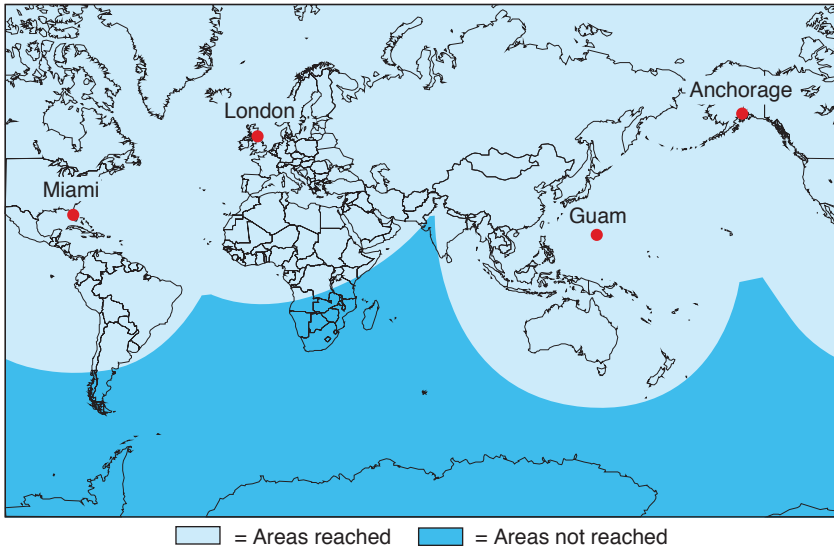 Anchorage
London
Miami
Guam
= Areas reached
= Areas not reached